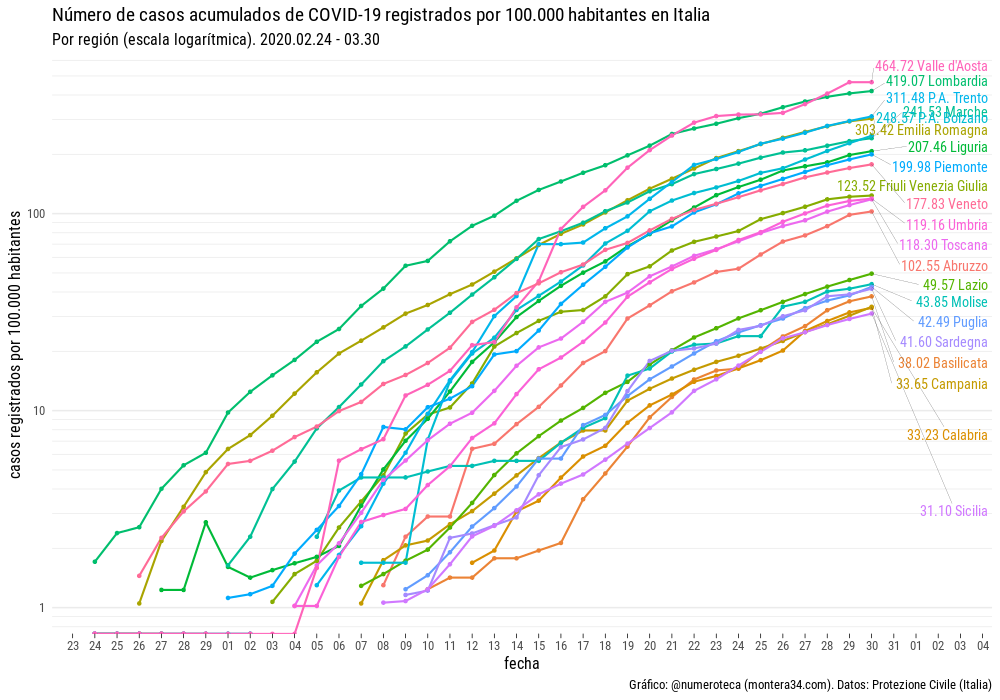 Número de casos acumulados de COVID-19 registrados por 100.000 habitantes en Italia
Por región (escala logarítmica). 2020.02.24 - 03.30
casos registrados por 100.000 habitantes
100
10
1
464.72 Valle d'Aosta
419.07 Lombardia
311.48 P.A. Trento
241.53 Marche
248.57 P.A. Bolzano
303.42 Emilia Romagna
207.46 Liguria
199.98 Piemonte
123.52 Friuli Venezia Giulia
177.83 Veneto
119.16 Umbria
118.30 Toscana
102.55 Abruzzo
49.57 Lazio
43.85 Molise
42.49 Puglia
41.60 Sardegna
38.02 Basilicata
33.65 Campania
33.23 Calabria
31.10 Sicilia
23 24 25 26 27 28 29 01 02 03 04 05 06 07 08 09 10 11 12 13 14 15 16 17 18 19 20 21 22 23 24 25 26 27 28 29 30 31 01 02 03 04
fecha
Gráfico: @numeroteca (montera34.com). Datos: Protezione Civile (Italia)